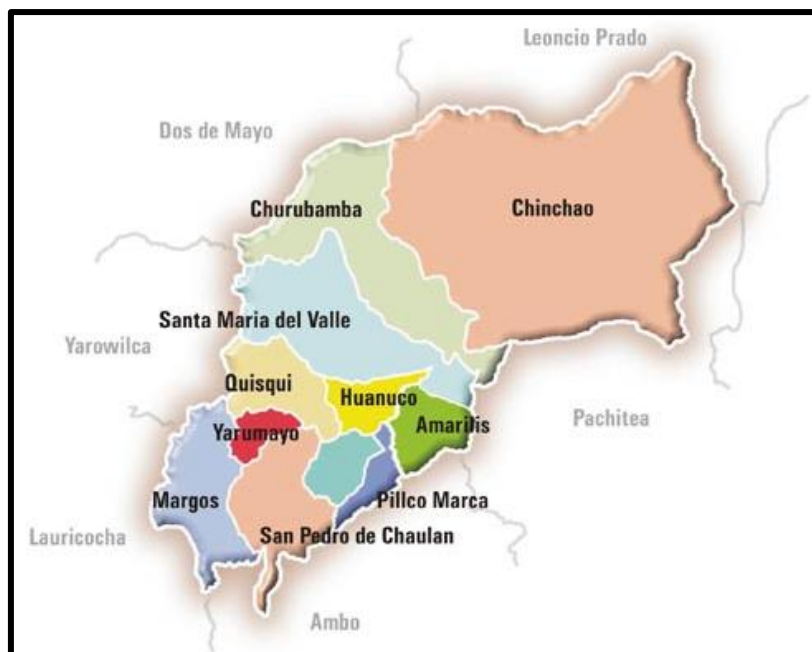 Leoncio Prado
Dos de Mayo
Churubamba
Chinchao
Santa Maria del Valle
Yarowilca
Quisqui
Huanuco
Pachitea
Amarilis
Yarumayo
Margos
Pillco Marca
Lauricocha
San Pedro de Chaulan
Ambo